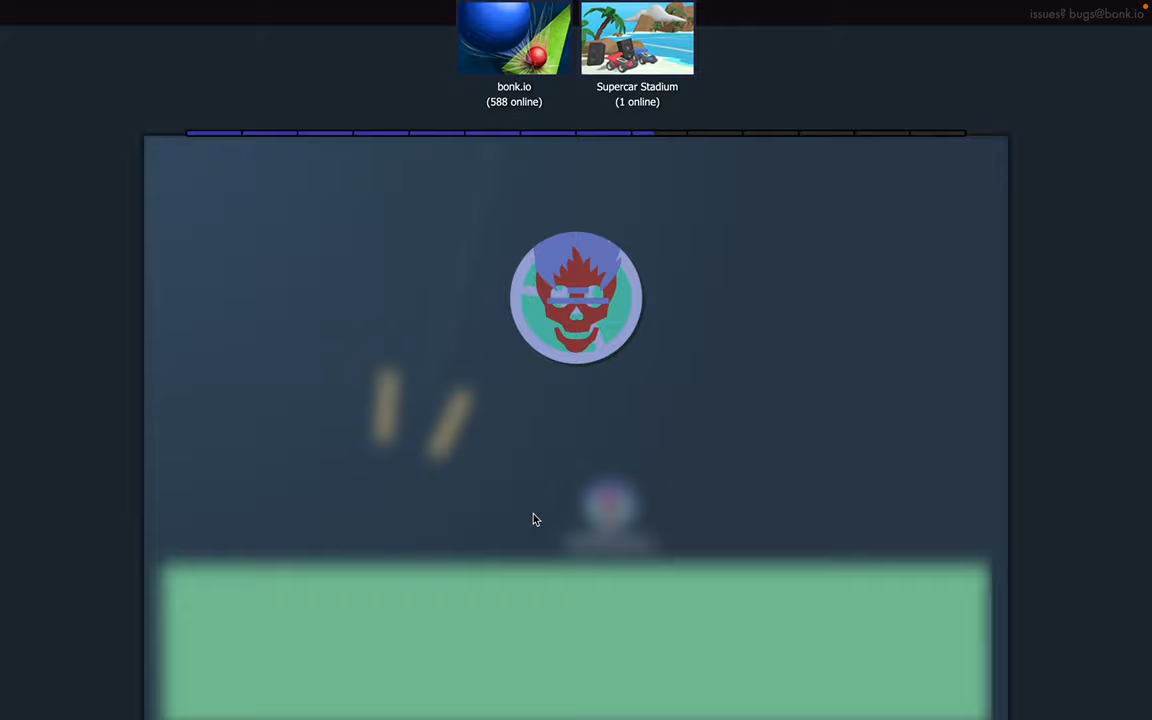 issues? bugs@bonk.io
bonk.io
(588 online)
Supercar Stadium
(1 online)